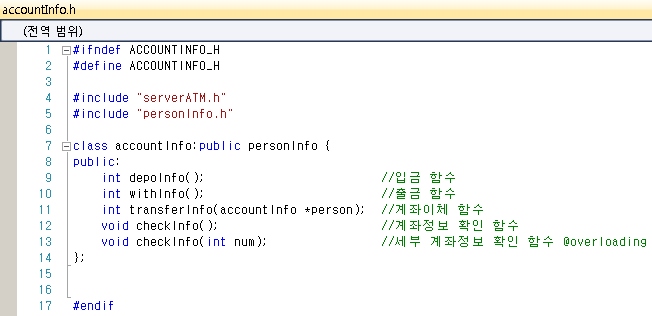 accountInfo.h
(전역 범위)
1 #ifndef ACCOUNTINFO_H
2 #define ACCOUNTINFO_H
3
4 #include "serverATM.h"
5 #include "personInfo.h"
6
7 class accountInfo:public personInfo {
8 public:
9 int depoInfo(); //입금 함수
10 int withInfo(); //출금 함수
11 int transferInfo(accountInfo *person); //계좌이체 함수
12 void checkInfo(); //계좌정보 확인 함수
13 void checkInfo(int num); //세부 계좌정보 확인 함수 @overloading
14 };
15
16
17 #endif